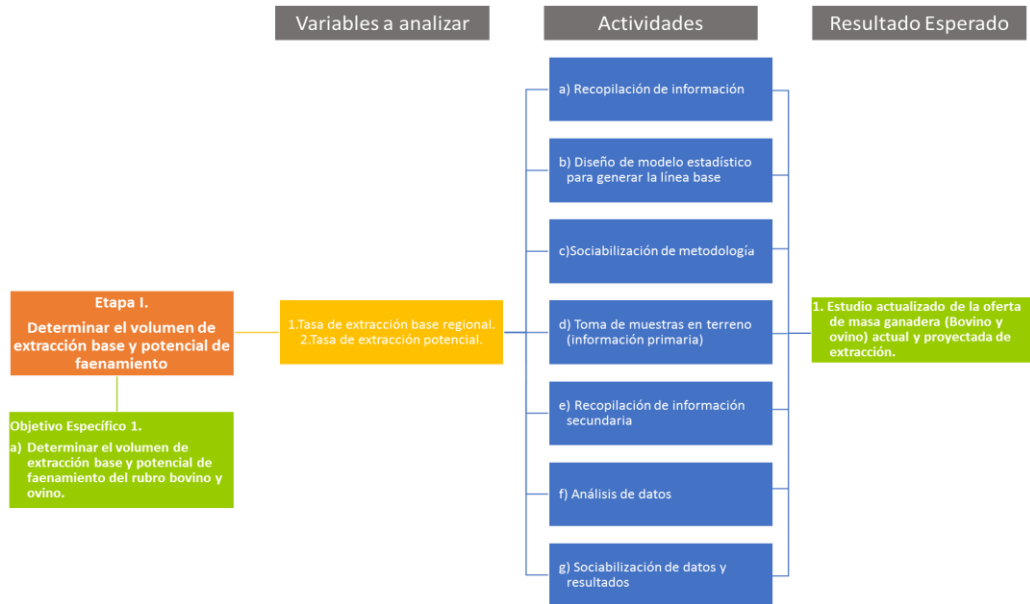 Variables a analizar
Actividades
Resultado Esperado
Etapa I.
Determinar el volumen de
extracción base y potencial de
faenamiento
Objetivo Específico 1.
a) Determinar el volumen de
extracción base y potencial de
faenamiento del rubro bovino y
ovino.
1.Tasa de extracción base regional.
2.Tasa de extracción potencial.
a) Recopilación de información
b) Diseño de modelo estadístico
para generar la línea base
c)Sociabilización de metodología
d) Toma de muestras en terreno
(información primaria)
e) Recopilación de información
secundaria
f) Análisis de datos
g) Sociabilización de datos y
resultados
1. Estudio actualizado de la oferta
de masa ganadera (Bovino y
ovino) actual y proyectada de
extracción.